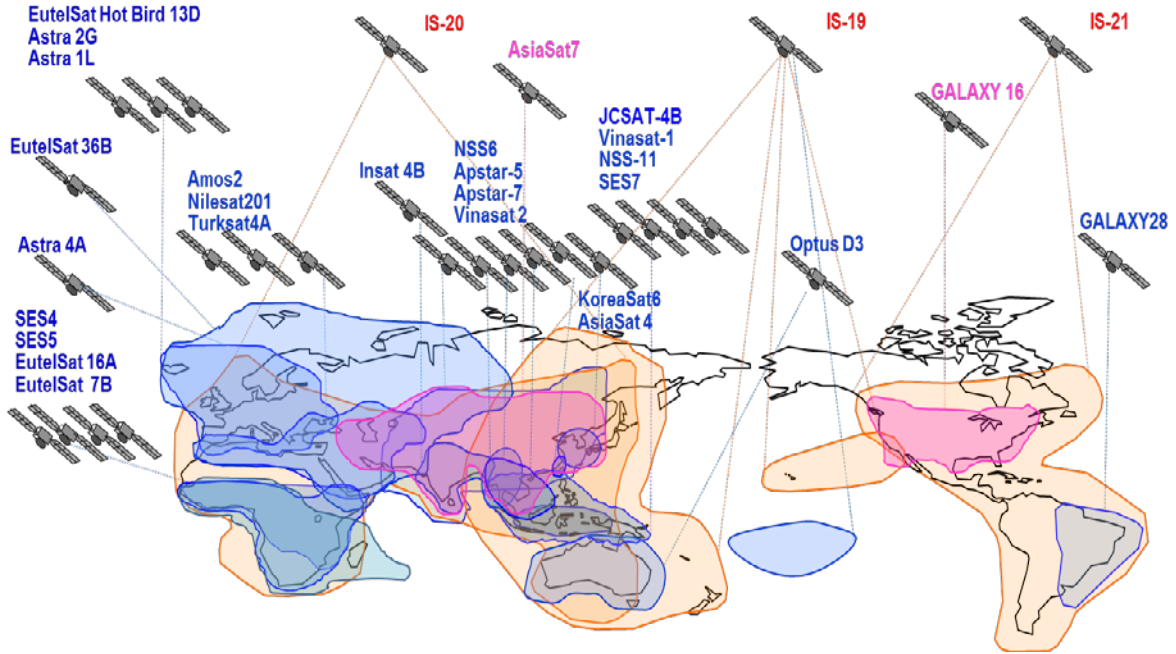 EutelSat Hot Bird 13D
Astra 2G
Astra 1L
IS-20
AsiaSat7
IS-19
IS-21
GALAXY 16
EutelSat 36B
Amos2
Nilesat201
Turksat4A
Insat 4B
NSS6
Apstar-5
Apstar-7
Vinasat 2
JCSAT-4B
Vinasat-1
NSS-11
SES7
Astra 4A
Optus D3
GALAXY28
KoreaSat6
AsiaSat 4
SES4
SES5
EutelSat 16A
EutelSat 7B